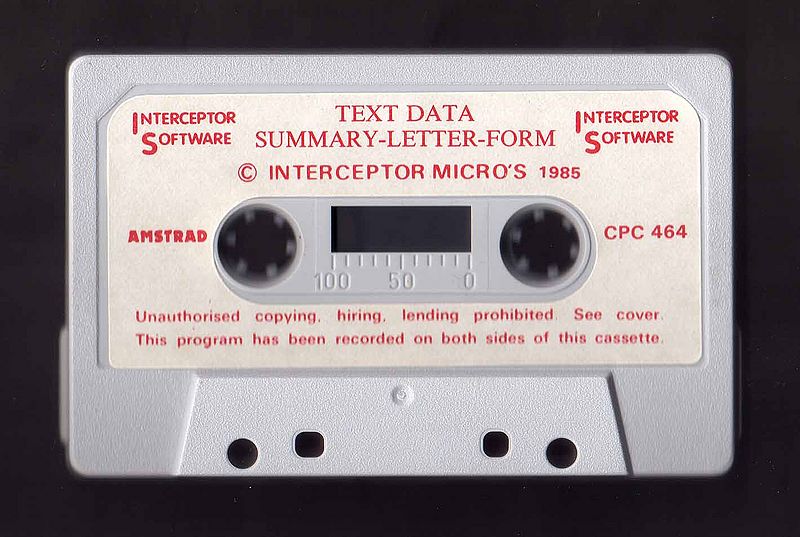 INTERCEPTOR SOFTWARE
TEXT DATA
SUMMARY-LETTER-FORM
INTERCEPTOR SOFTWARE
© INTERCEPTOR MICRO'S 1985
AMSTRAD
CPC 464
100 50 0
Unauthorised copying, hiring, lending prohibited. See cover.
This program has been recorded on both sides of this cassette.